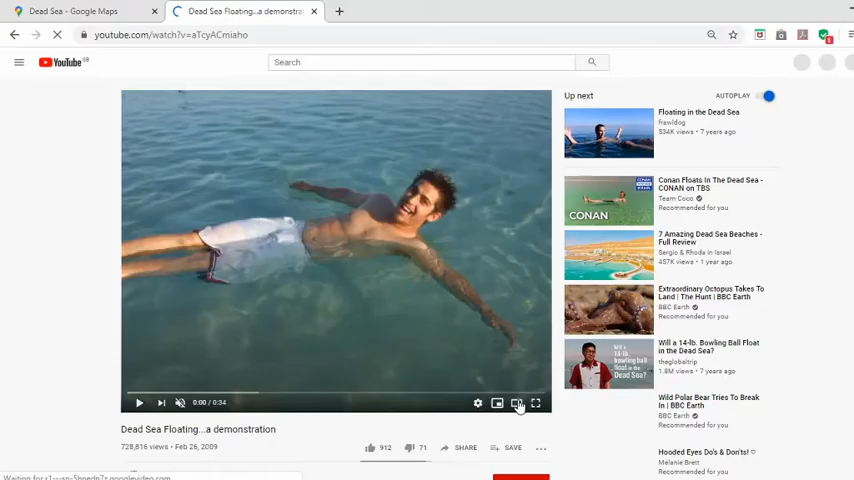 Dead Sea - Google Maps
Dead Sea Floating...a demonstrat
youtube.com/watch?v=aTcyACmiaho
1
YouTube GB
Search
Up next
AUTOPLAY
Floating in the Dead Sea
frawldog
534K views • 7 years ago
CONAN
Conan Floats In The Dead Sea -
CONAN on TBS
Team Coco
Recommended for you
7 Amazing Dead Sea Beaches -
Full Review
Sergio & Rhoda In Israel
457K views • 1 year ago
Extraordinary Octopus Takes To
Land | The Hunt | BBC Earth
BBC Earth
Recommended for you
Will a 14-lb.
bowling ball
float in the
Dead Sea?
Will a 14-lb. Bowling Ball Float
in the Dead Sea?
theglobaltrip
1.8M views • 7 years ago
Wild Polar Bear Tries To Break
In | BBC Earth
BBC Earth
Recommended for you
Hooded Eyes Do's & Don'ts! ♡
Melanie Brett
Recommended for you
0:00 / 0:34
Dead Sea Floating...a demonstration
728,816 views • Feb 26, 2009
912
71
SHARE
SAVE